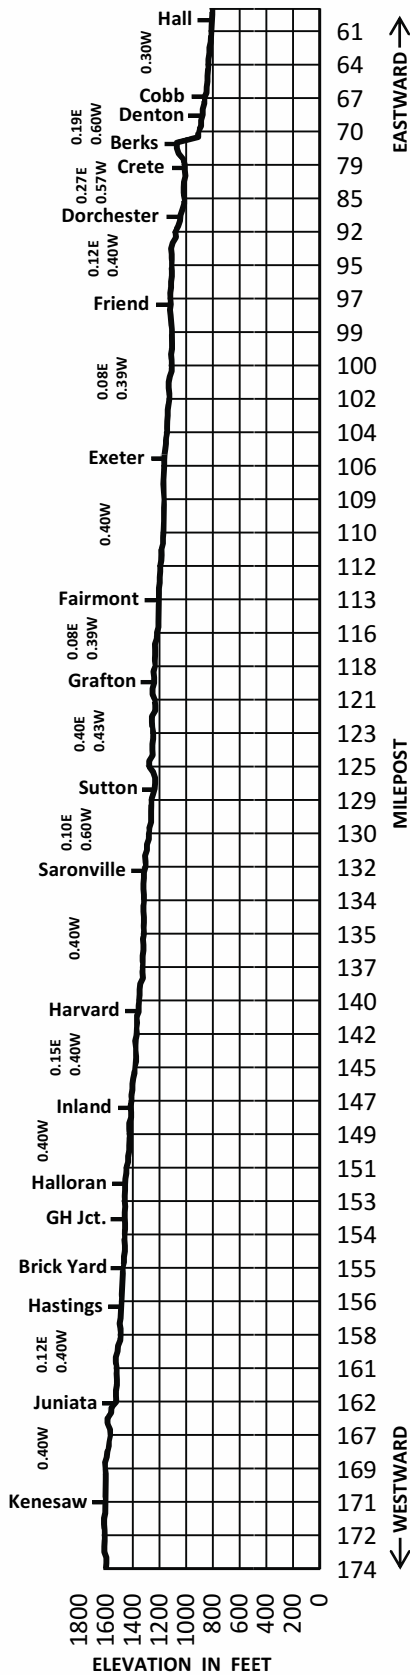 Hall
61
EASTWARD
0.30W
64
Cobb
67
Denton
0.19E
0.60W
70
Berks
Crete
79
0.27E
0.57W
85
Dorchester
92
0.12E
0.40W
95
Friend
97
99
0.08E
0.39W
100
102
104
Exeter
106
109
0.40W
110
112
Fairmont
113
0.08E
0.39W
116
118
Grafton
121
0.40E
0.43W
123
MILEPOST
125
Sutton
129
0.10E
0.60W
130
Saronville
132
134
0.40W
135
137
Harvard
140
142
0.15E
0.40W
145
Inland
147
0.40W
149
151
Halloran
153
GH Jct.
154
Brick Yard
155
Hastings
156
158
0.12E
0.40W
161
Juniata
162
0.40W
167
169
Kenesaw
171
172
174
WESTWARD
1800
1600
1400
1200
1000
800
600
400
200
0
ELEVATION IN FEET